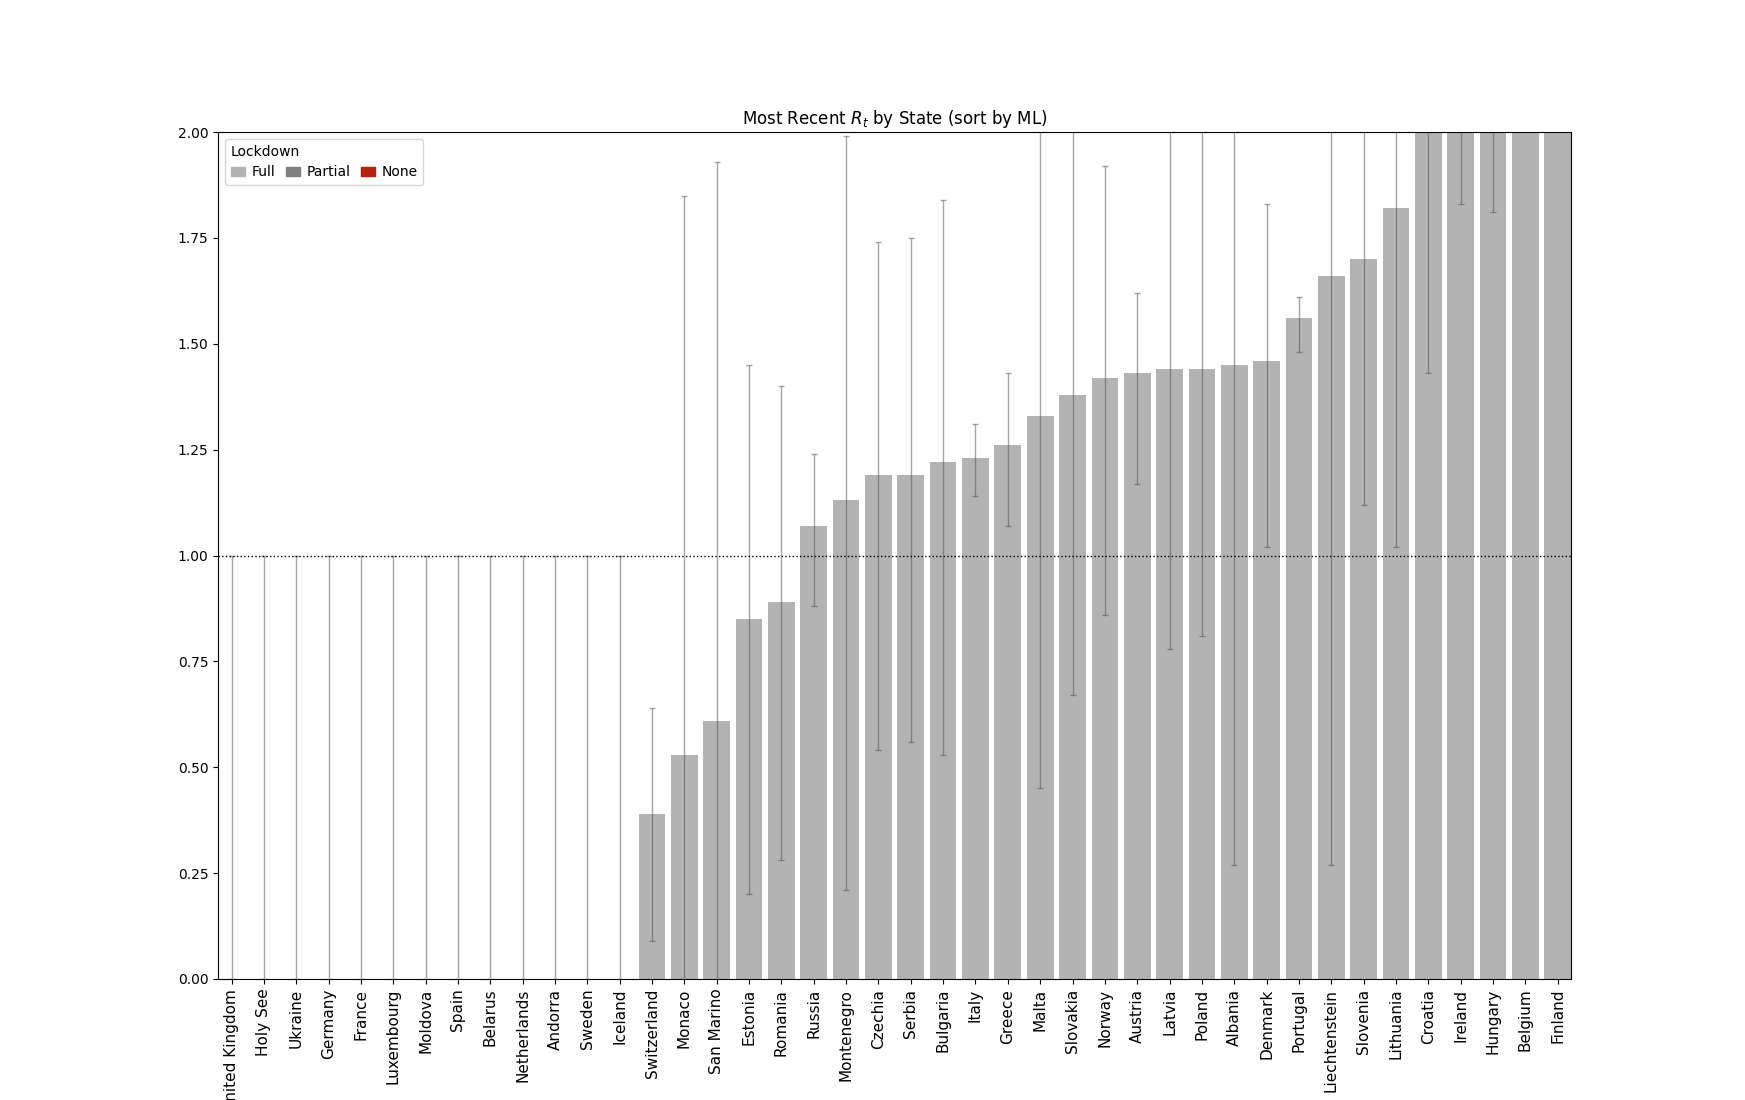 Most Recent Rt by State (sort by ML)
Lockdown
Full Partial None
2.00
1.75
1.50
1.25
1.00
0.75
0.50
0.25
0.00
nited Kingdom
Holy See
Ukraine
Germany
France
Luxembourg
Moldova
Spain
Belarus
Netherlands
Andorra
Sweden
Iceland
Switzerland
Monaco
San Marino
Estonia
Romania
Russia
Montenegro
Czechia
Serbia
Bulgaria
Italy
Greece
Malta
Slovakia
Norway
Austria
Latvia
Poland
Albania
Denmark
Portugal
Liechtenstein
Slovenia
Lithuania
Croatia
Ireland
Hungary
Belgium
Finland